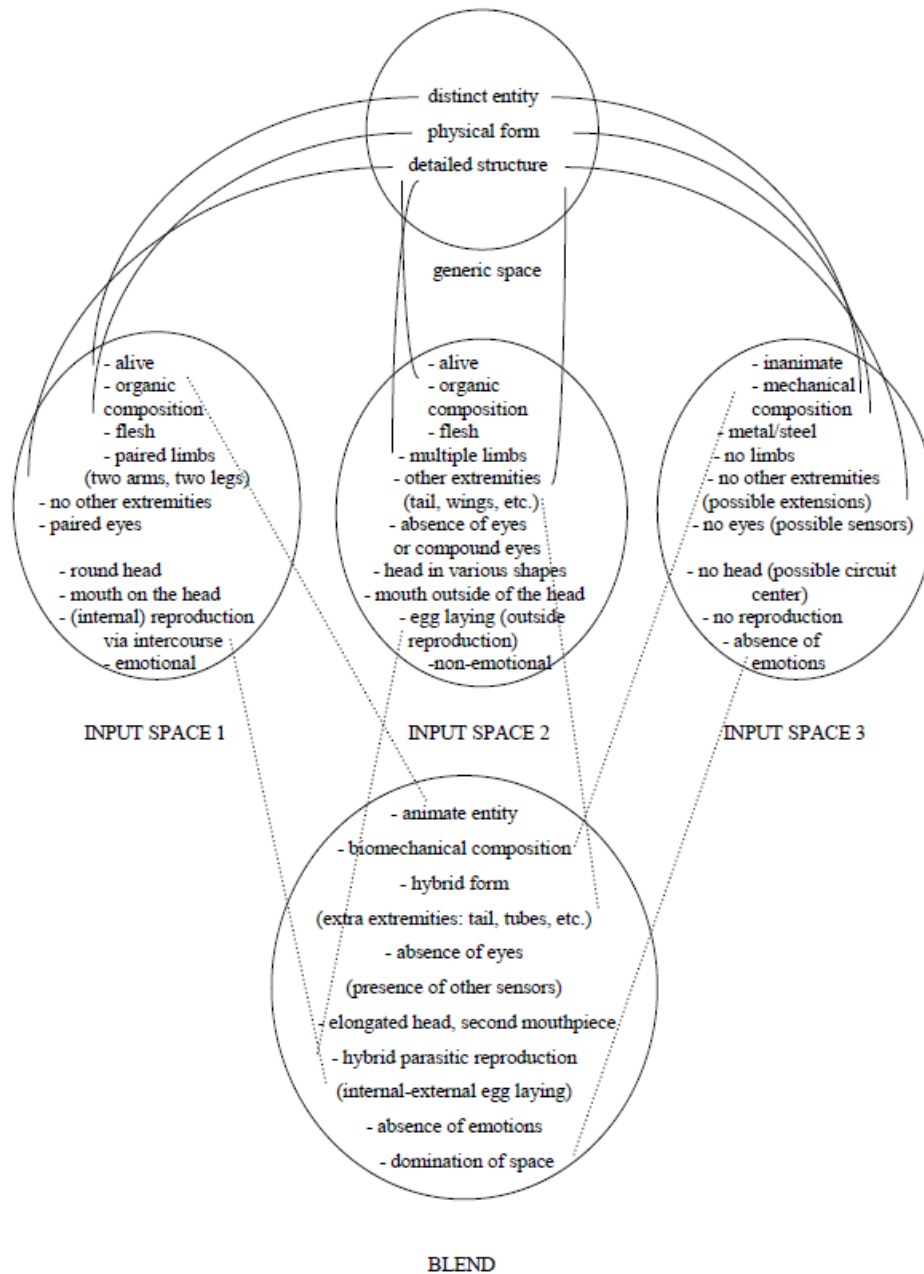 distinct entity
physical form
detailed structure
generic space
- alive
- organic
composition
- flesh
- paired limbs
(two arms, two legs)
- no other extremities
- paired eyes
- round head
- mouth on the head
- (internal) reproduction
via intercourse
- emotional
INPUT SPACE 1
- alive
- organic
composition
- flesh
- multiple limbs
- other extremities
(tail, wings, etc.)
- absence of eyes
or compound eyes
- head in various shapes
- mouth outside of the head
- egg laying (outside
reproduction)
-non-emotional
INPUT SPACE 2
- inanimate
- mechanical
composition
- metal/steel
- no limbs
- no other extremities
(possible extensions)
- no eyes (possible sensors)
- no head (possible circuit
center)
- no reproduction
- absence of
emotions
INPUT SPACE 3
- animate entity
- biomechanical composition
- hybrid form
(extra extremities: tail, tubes, etc.)
- absence of eyes
(presence of other sensors)
- elongated head, second mouthpiece
- hybrid parasitic reproduction
(internal-external egg laying)
- absence of emotions
- domination of space
BLEND